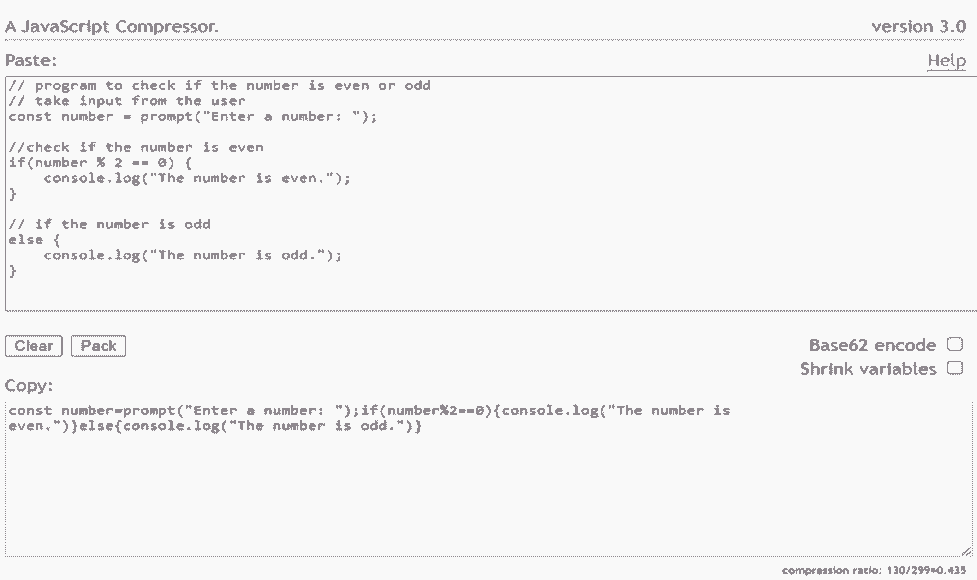 A JavaScript Compressor.
version 3.0
Paste:
Help
// program to check if the number is even or odd
// take input from the user
const number = prompt("Enter a number: ");
//check if the number is even
if(number % 2 == 0) {
console.log("The number is even.");
}
// if the number is odd
else {
console.log("The number is odd.");
}
Clear
Pack
Base62 encode
Shrink variables
Copy:
const number=prompt("Enter a number: ");if(number%2==0){console.log("The number is
even.")}else{console.log("The number is odd.")}
compression ratio: 130/299=0.435